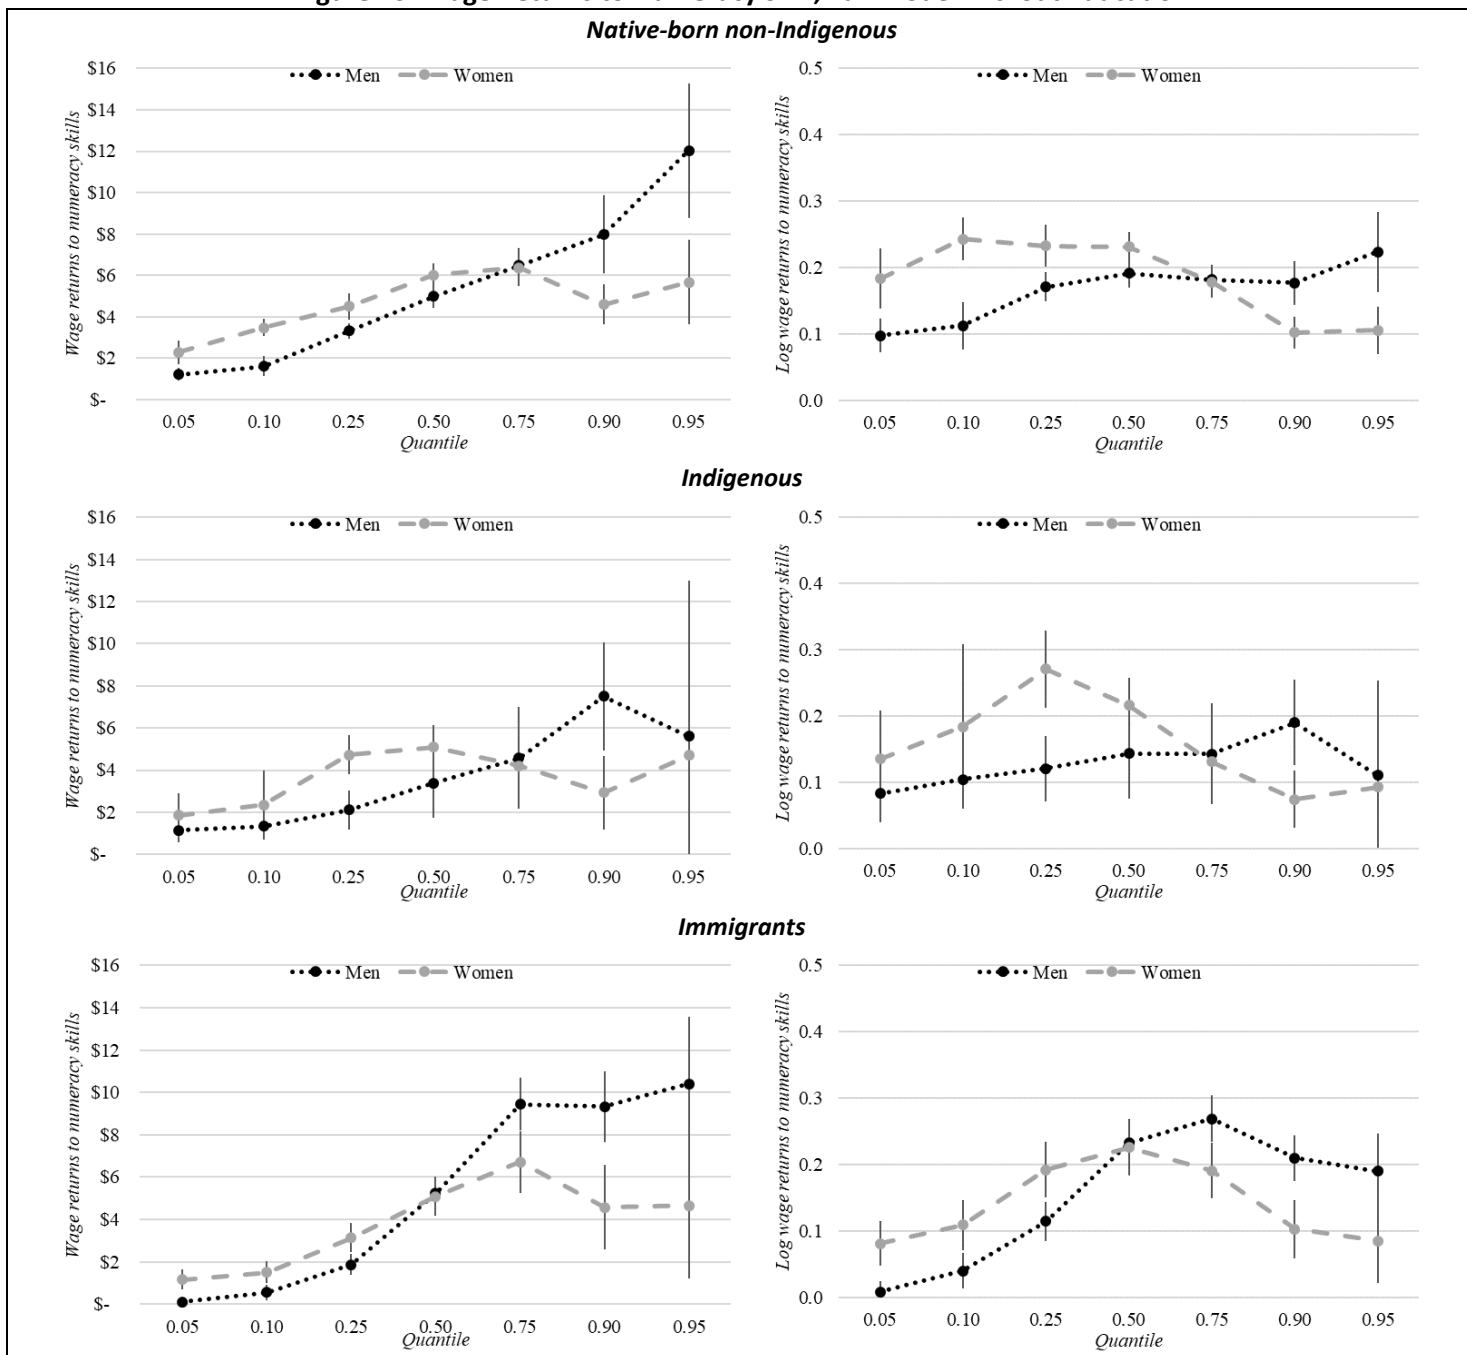 Native-born non-Indigenous
Men Women
Wage returns to numeracy skills
$16
$14
$12
$10
$8
$6
$4
$2
$-
0.05 0.10 0.25 0.50 0.75 0.90 0.95
Quantile
Men Women
Log wage returns to numeracy skills
0.5
0.4
0.3
0.2
0.1
0.0
0.05 0.10 0.25 0.50 0.75 0.90 0.95
Quantile
Indigenous
Men Women
Wage returns to numeracy skills
$16
$14
$12
$10
$8
$6
$4
$2
$-
0.05 0.10 0.25 0.50 0.75 0.90 0.95
Quantile
Men Women
Log wage returns to numeracy skills
0.5
0.4
0.3
0.2
0.1
0.0
0.05 0.10 0.25 0.50 0.75 0.90 0.95
Quantile
Immigrants
Men Women
Wage returns to numeracy skills
$16
$14
$12
$10
$8
$6
$4
$2
$-
0.05 0.10 0.25 0.50 0.75 0.90 0.95
Quantile
Men Women
Log wage returns to numeracy skills
0.5
0.4
0.3
0.2
0.1
0.0
0.05 0.10 0.25 0.50 0.75 0.90 0.95
Quantile